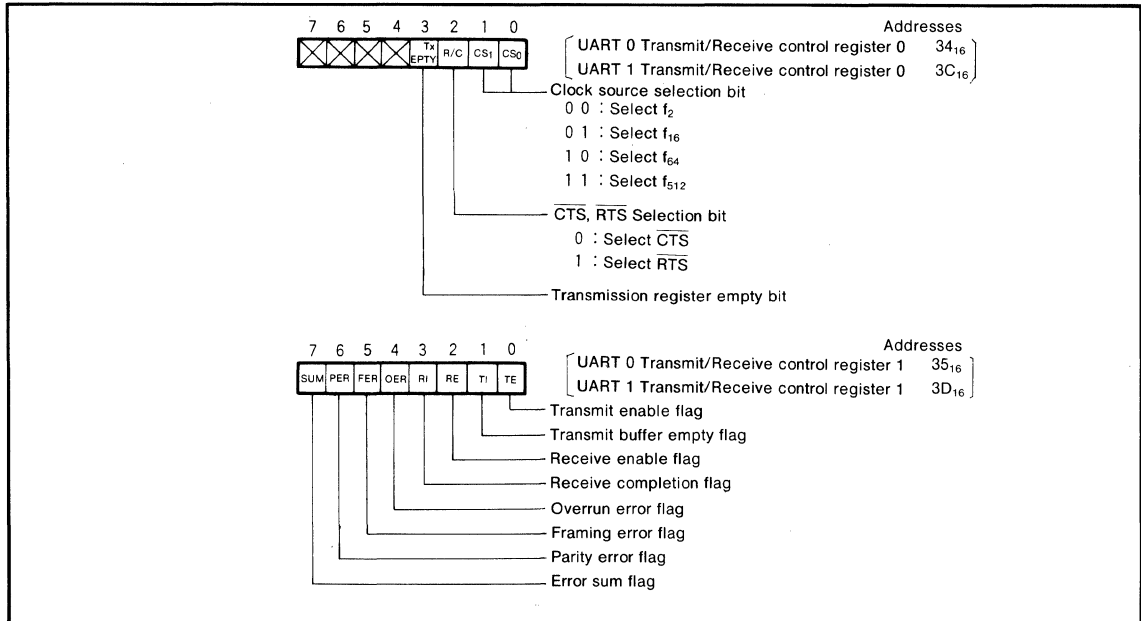 7 6 5 4 3 2 1 0
Addresses
Tx EPTY R/C CS₁ CS₀
UART 0 Transmit/Receive control register 0 34₁₆
UART 1 Transmit/Receive control register 0 3C₁₆
Clock source selection bit
0 0 : Select f₂
0 1 : Select f₁₆
1 0 : Select f₆₄
1 1 : Select f₅₁₂
C̅T̅S̅, R̅T̅S̅ Selection bit
0 : Select C̅T̅S̅
1 : Select R̅T̅S̅
Transmission register empty bit
7 6 5 4 3 2 1 0
Addresses
SUM PER FER OER RI RE TI TE
UART 0 Transmit/Receive control register 1 35₁₆
UART 1 Transmit/Receive control register 1 3D₁₆
Transmit enable flag
Transmit buffer empty flag
Receive enable flag
Receive completion flag
Overrun error flag
Framing error flag
Parity error flag
Error sum flag